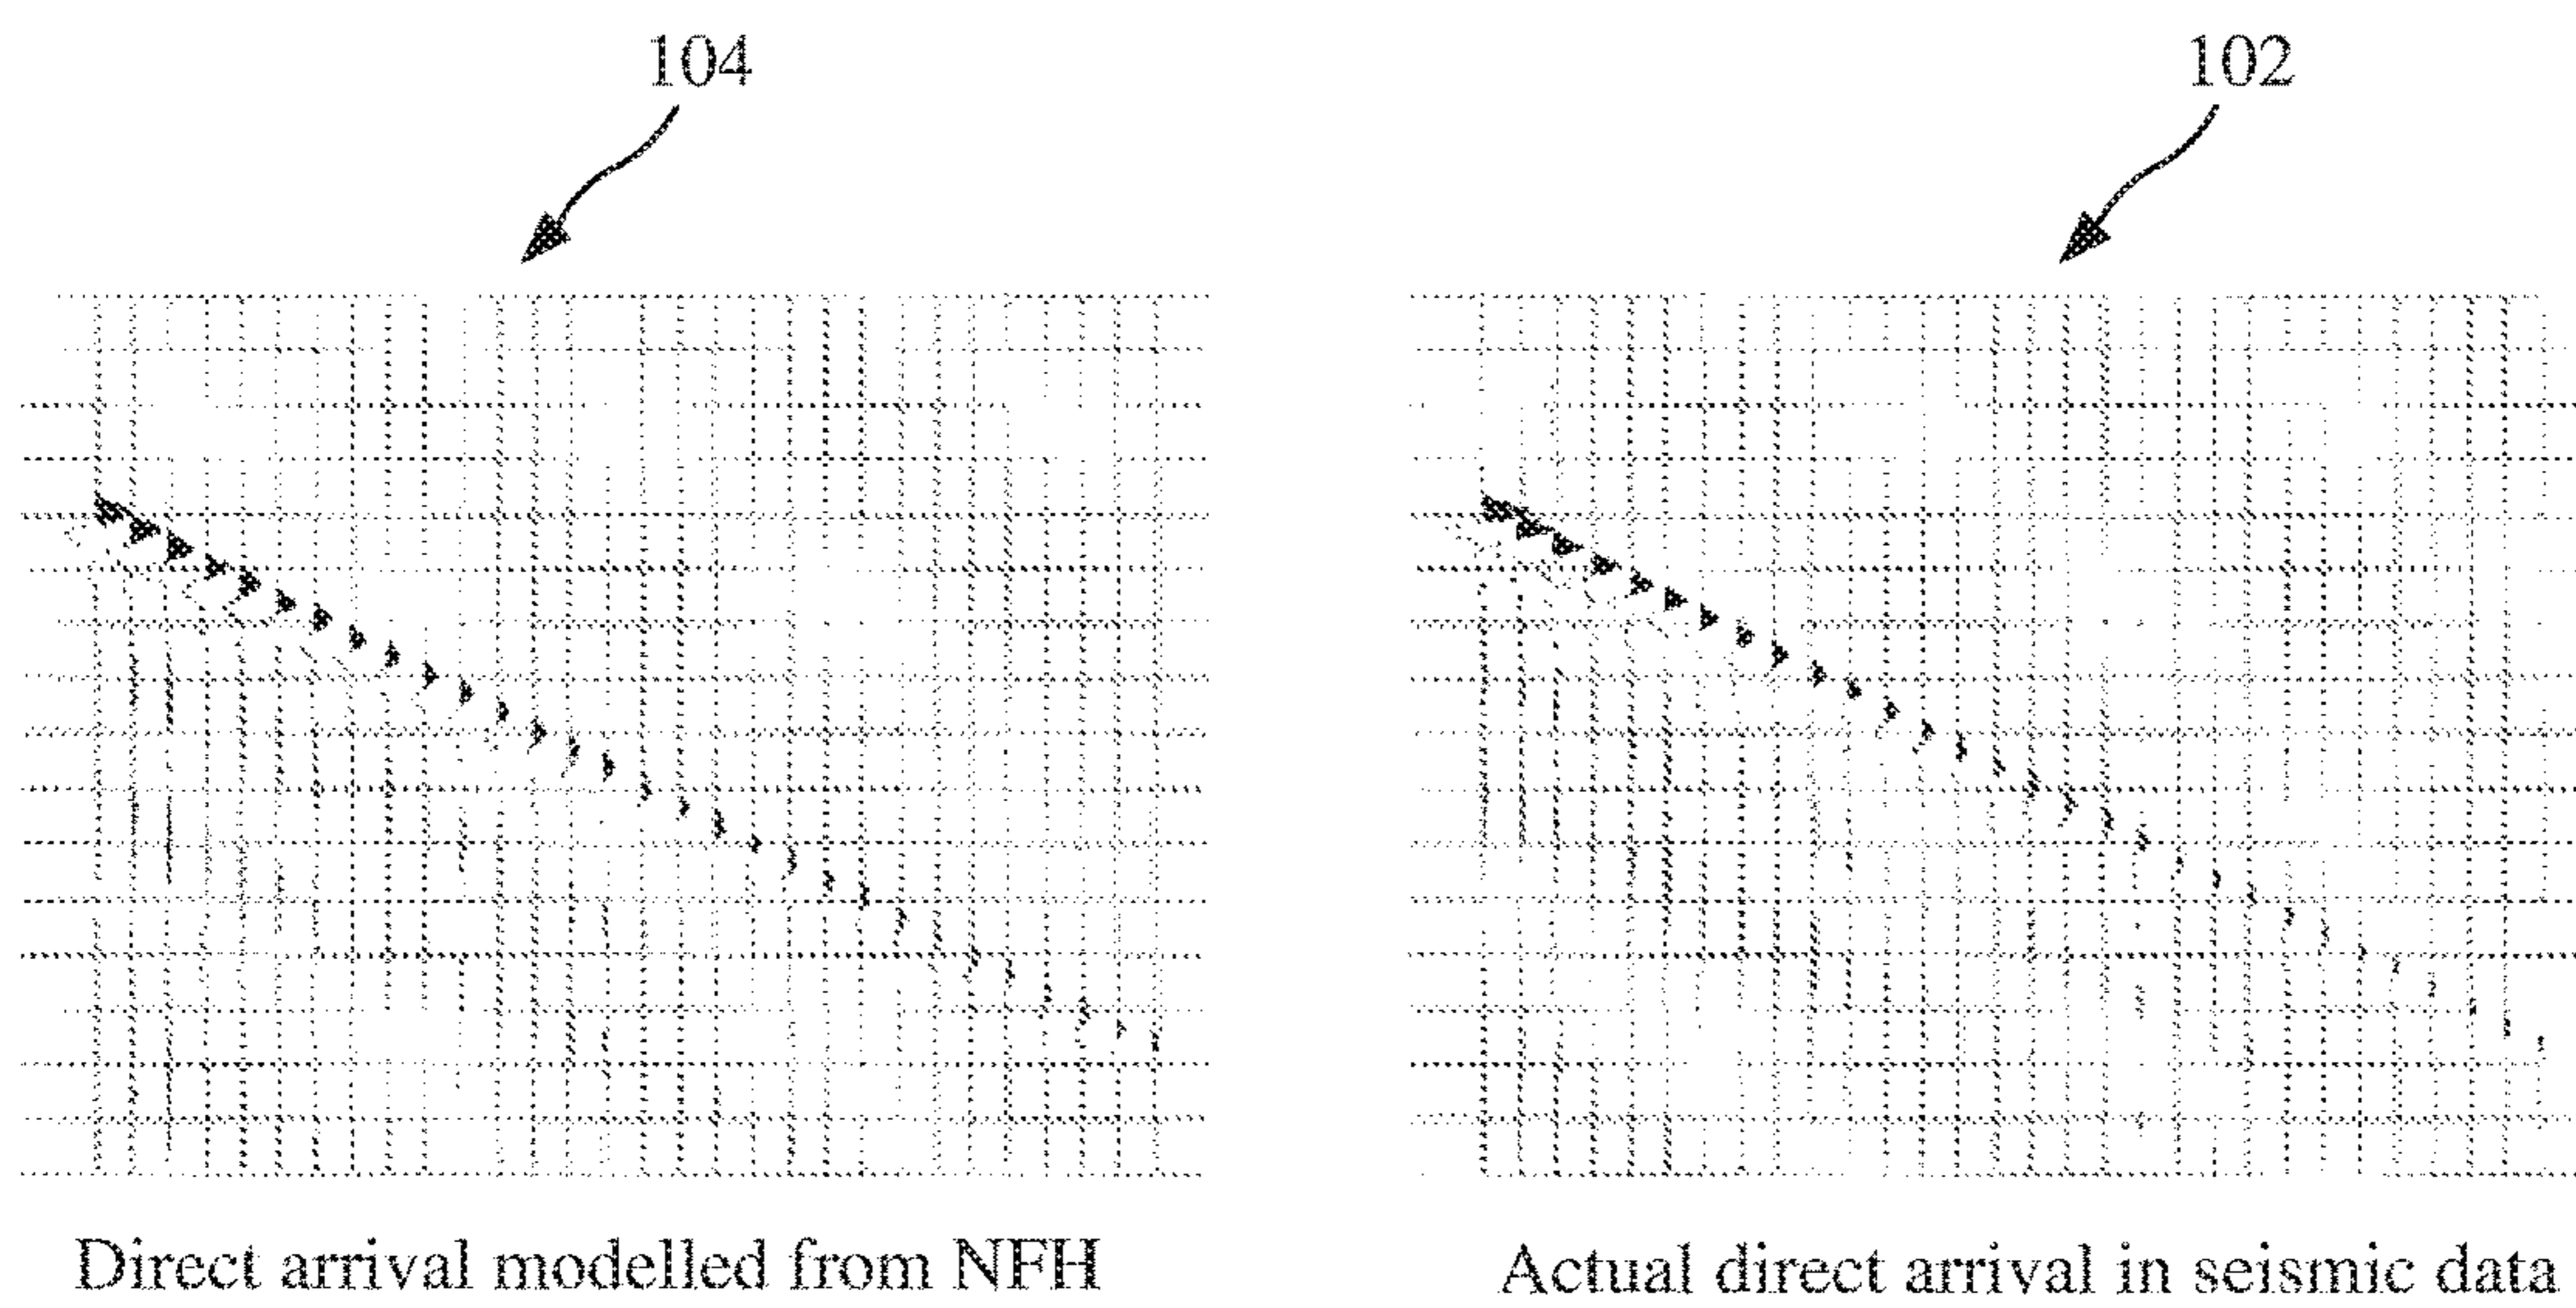 104
102
Direct arrival modelled from NFH
Actual direct arrival in seismic data